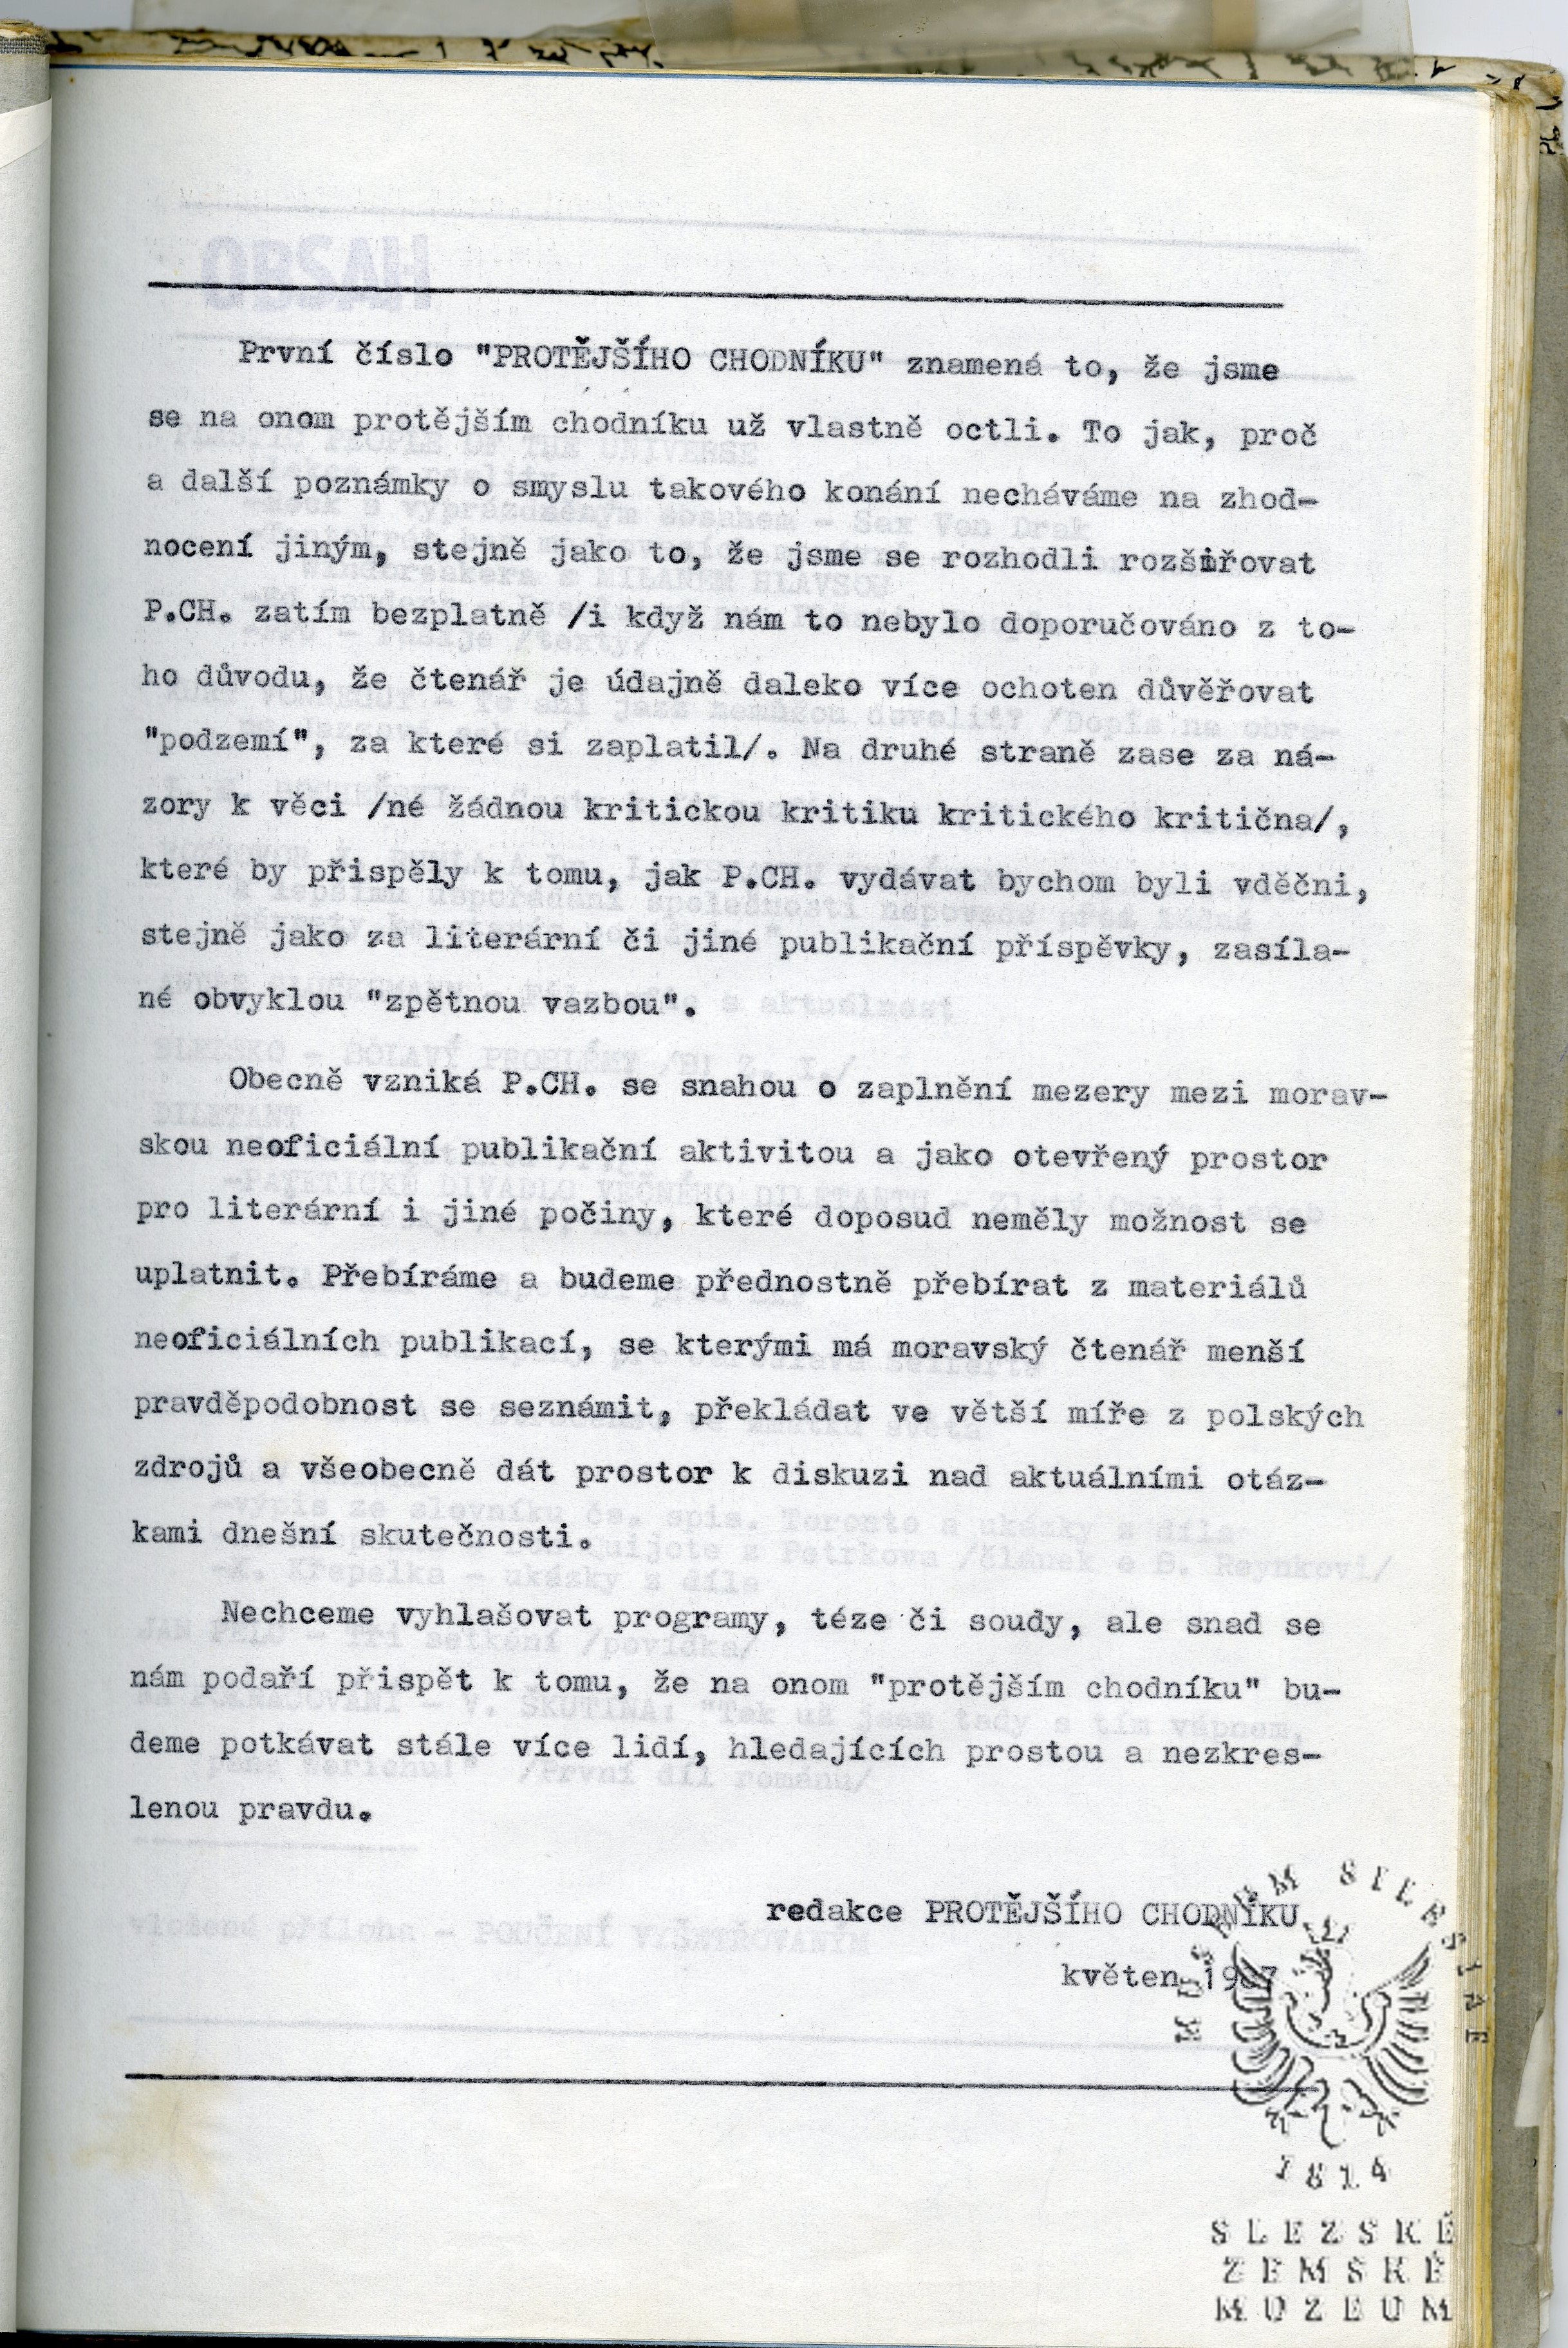 První číslo "PROTĚJŠÍHO CHODNÍKU" znamená to, že jsme
se na onom protějším chodníku už vlastně octli. To jak, proč
a další poznámky o smyslu takového konání necháváme na zhod-
nocení jiným, stejně jako to, že jsme se rozhodli rozšiřovat
P.CH. zatím bezplatně /i když nám to nebylo doporučováno z to-
ho důvodu, že čtenář je údajně daleko více ochoten důvěřovat
"podzemí", za které si zaplatil/. Na druhé straně zase za ná-
zory k věci /né žádnou kritickou kritiku kritického kritična/,
které by přispěly k tomu, jak P.CH. vydávat bychom byli vděčni,
stejně jako za literární či jiné publikační příspěvky, zasíla-
né obvyklou "zpětnou vazbou".
Obecně vzniká P.CH. se snahou o zaplnění mezery mezi morav-
skou neoficiální publikační aktivitou a jako otevřený prostor
pro literární i jiné počiny, které doposud neměly možnost se
uplatnit. Přebíráme a budeme přednostně přebírat z materiálů
neoficiálních publikací, se kterými má moravský čtenář menší
pravděpodobnost se seznámit, překládat ve větší míře z polských
zdrojů a všeobecně dát prostor k diskuzi nad aktuálními otáz-
kami dnešní skutečnosti.
Nechceme vyhlašovat programy, téze či soudy, ale snad se
nám podaří přispět k tomu, že na onom "protějším chodníku" bu-
deme potkávat stále více lidí, hledajících prostou a nezkres-
lenou pravdu.
redakce PROTĚJŠÍHO CHODNÍKU
květen 1987
MUSEUM SILESIAE
1814
SLEZSKÉ
ZEMSKÉ
MUZEUM